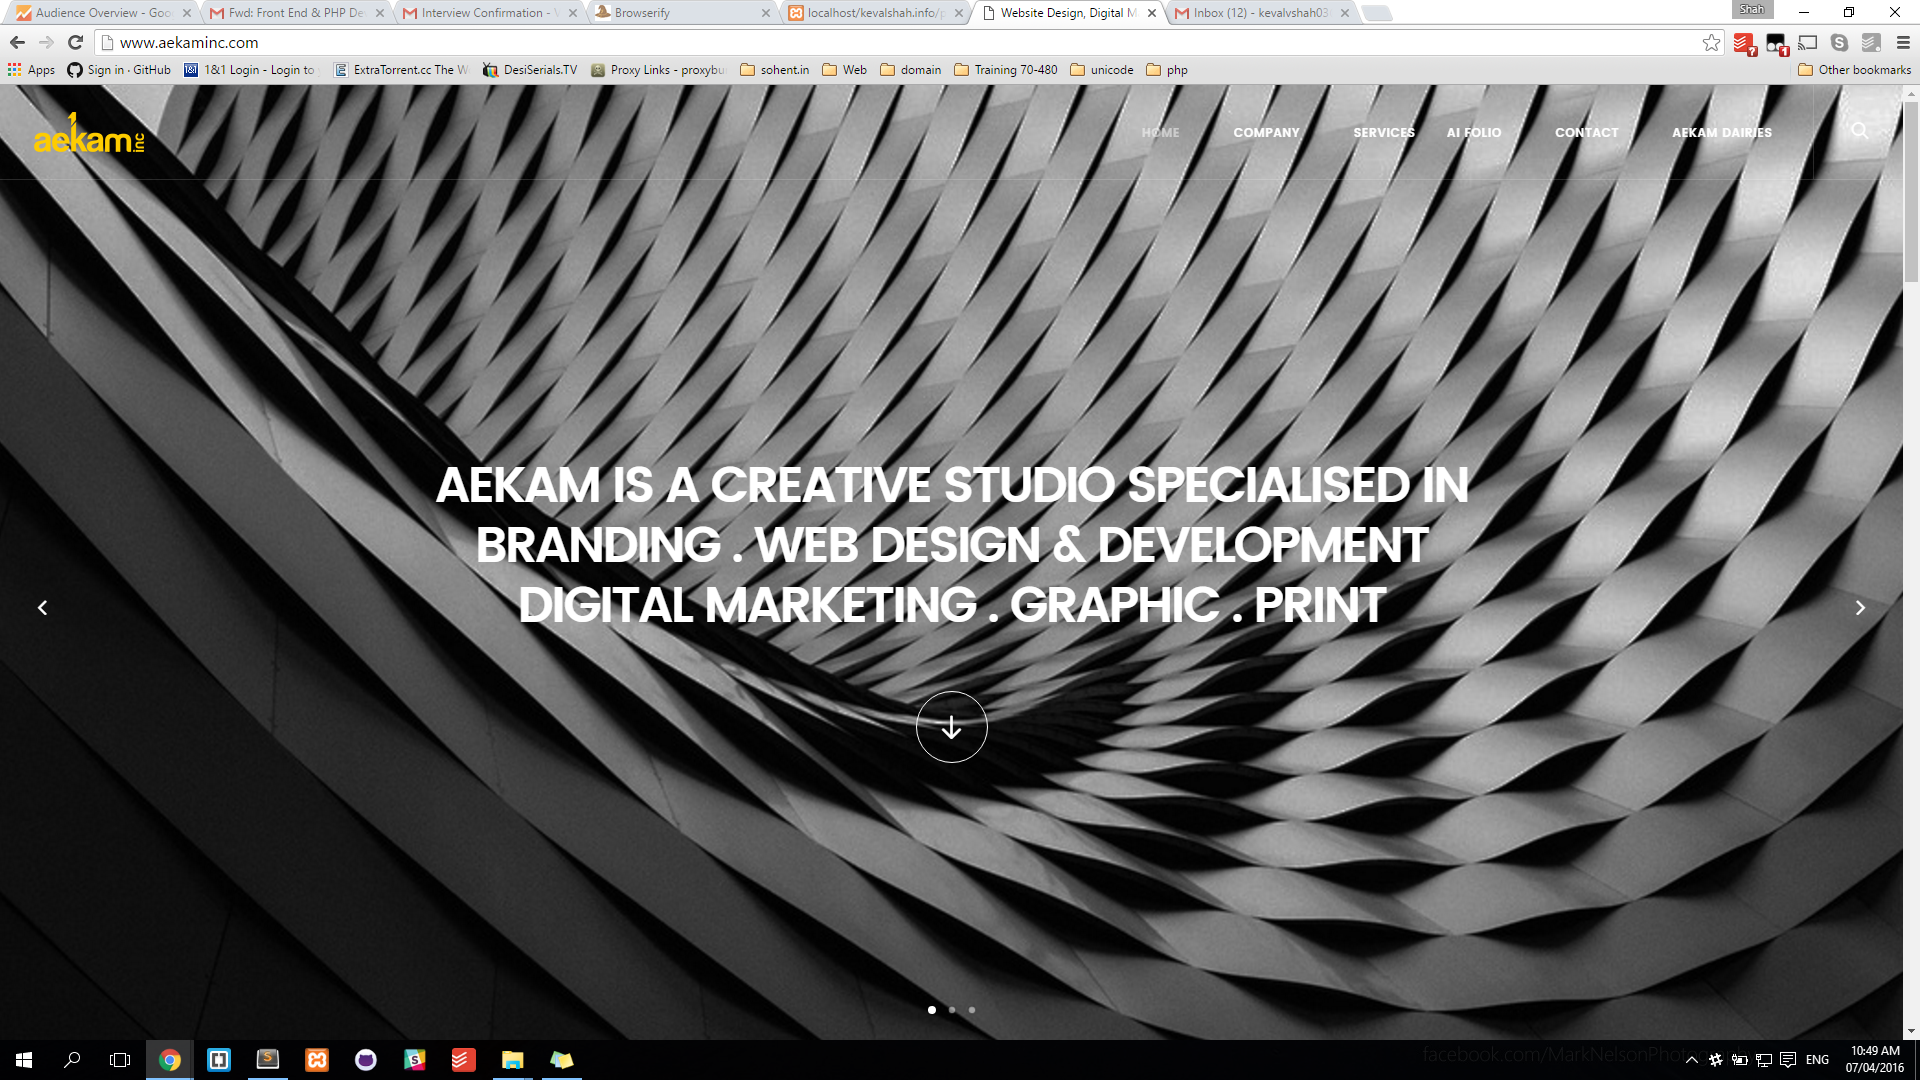 Shah
Audience Overview - Goo
Fwd: Front End & PHP De
Interview Confirmation -
Browserify
localhost/kevalshah.info/p
Website Design, Digital M
Inbox (12) - kevalvshah03
www.aekaminc.com
7
1
Apps
Sign in · GitHub
1&1 Login - Login to
ExtraTorrent.cc The W
DesiSerials.TV
Proxy Links - proxybu
sohent.in
Web
domain
Training 70-480
unicode
php
Other bookmarks
aekam inc
HOME
COMPANY
SERVICES
AI FOLIO
CONTACT
AEKAM DAIRIES
AEKAM IS A CREATIVE STUDIO SPECIALISED IN
BRANDING . WEB DESIGN & DEVELOPMENT
DIGITAL MARKETING . GRAPHIC . PRINT
ENG
10:49 AM
07/04/2016